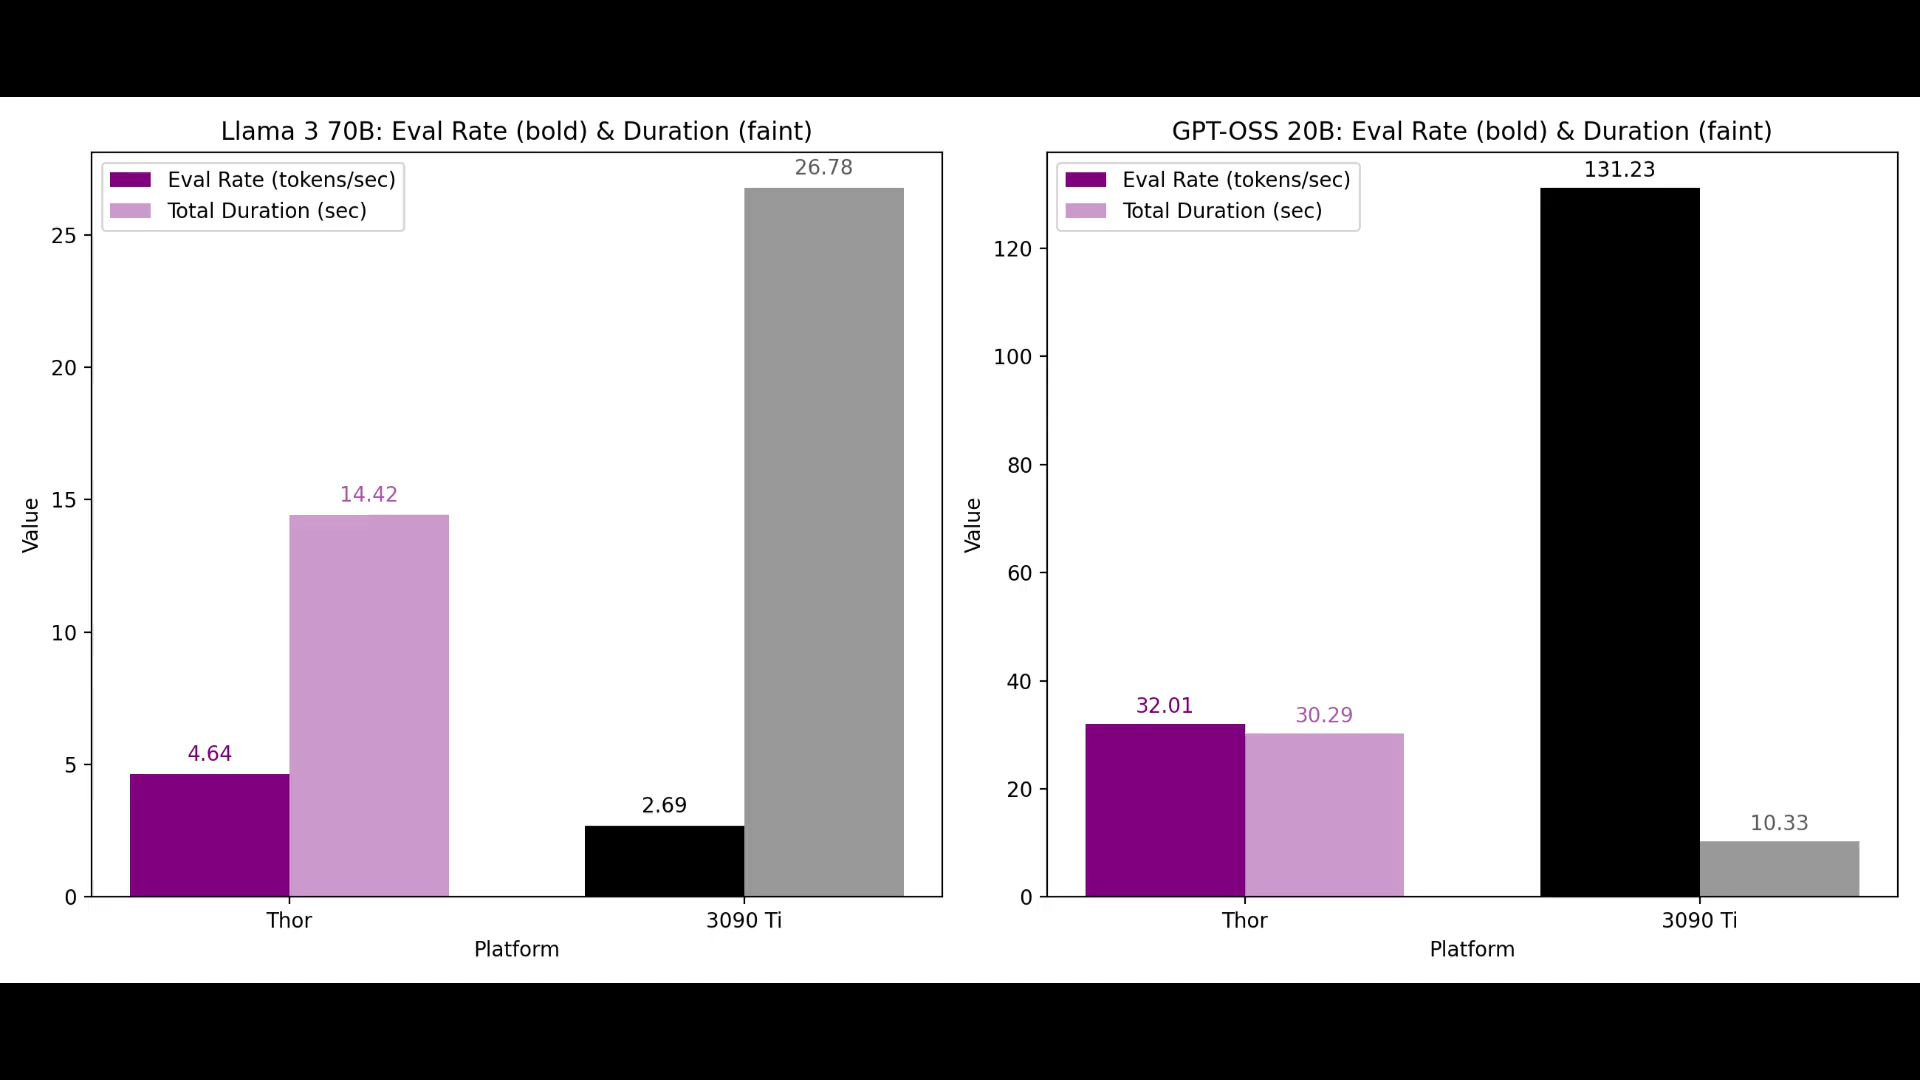 Llama 3 70B: Eval Rate (bold) & Duration (faint)
Eval Rate (tokens/sec)
Total Duration (sec)
Value
25
20
15
10
5
0
4.64
14.42
2.69
26.78
Thor
3090 Ti
Platform
GPT-OSS 20B: Eval Rate (bold) & Duration (faint)
Eval Rate (tokens/sec)
Total Duration (sec)
Value
120
100
80
60
40
20
0
32.01
30.29
131.23
10.33
Thor
3090 Ti
Platform